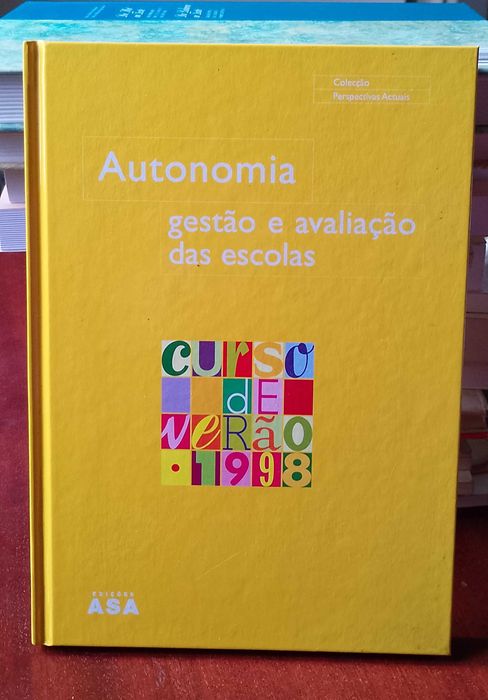 Colecção
Perspectivas Actuais
Autonomia
gestão e avaliação
das escolas
CURSO
dE
VeRão
•1998
EDIÇÕES
ASA